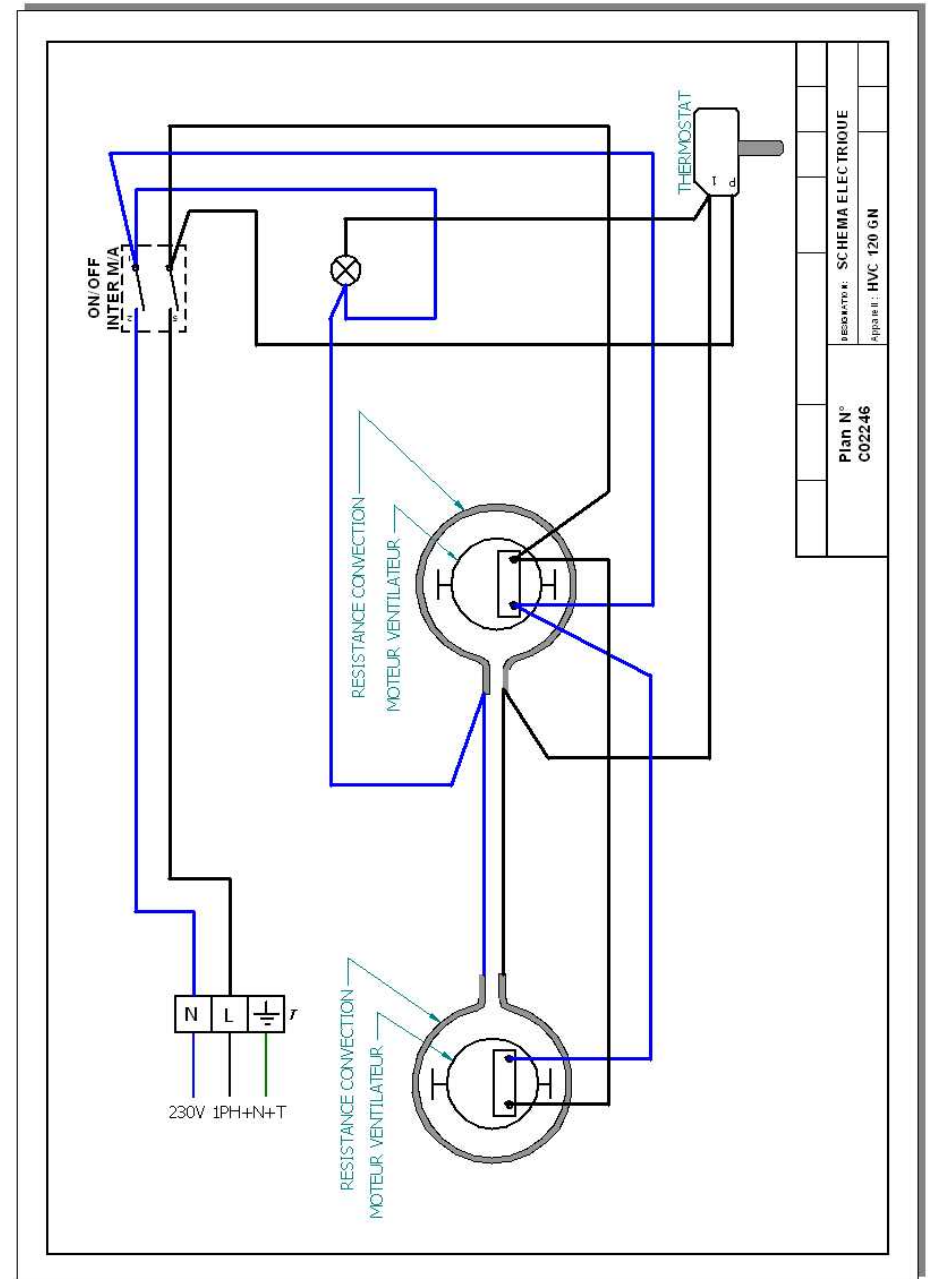 ON/OFF
INTER M/A
THERMOSTAT
1
P
RESISTANCE CONVECTION
MOTEUR VENTILATEUR
N
L
230V 1PH+N+T
RESISTANCE CONVECTION
MOTEUR VENTILATEUR
Plan N°
C02246
DESIGNATION: SCHEMA ELECTRIQUE
Appareil: HVC 120 GN